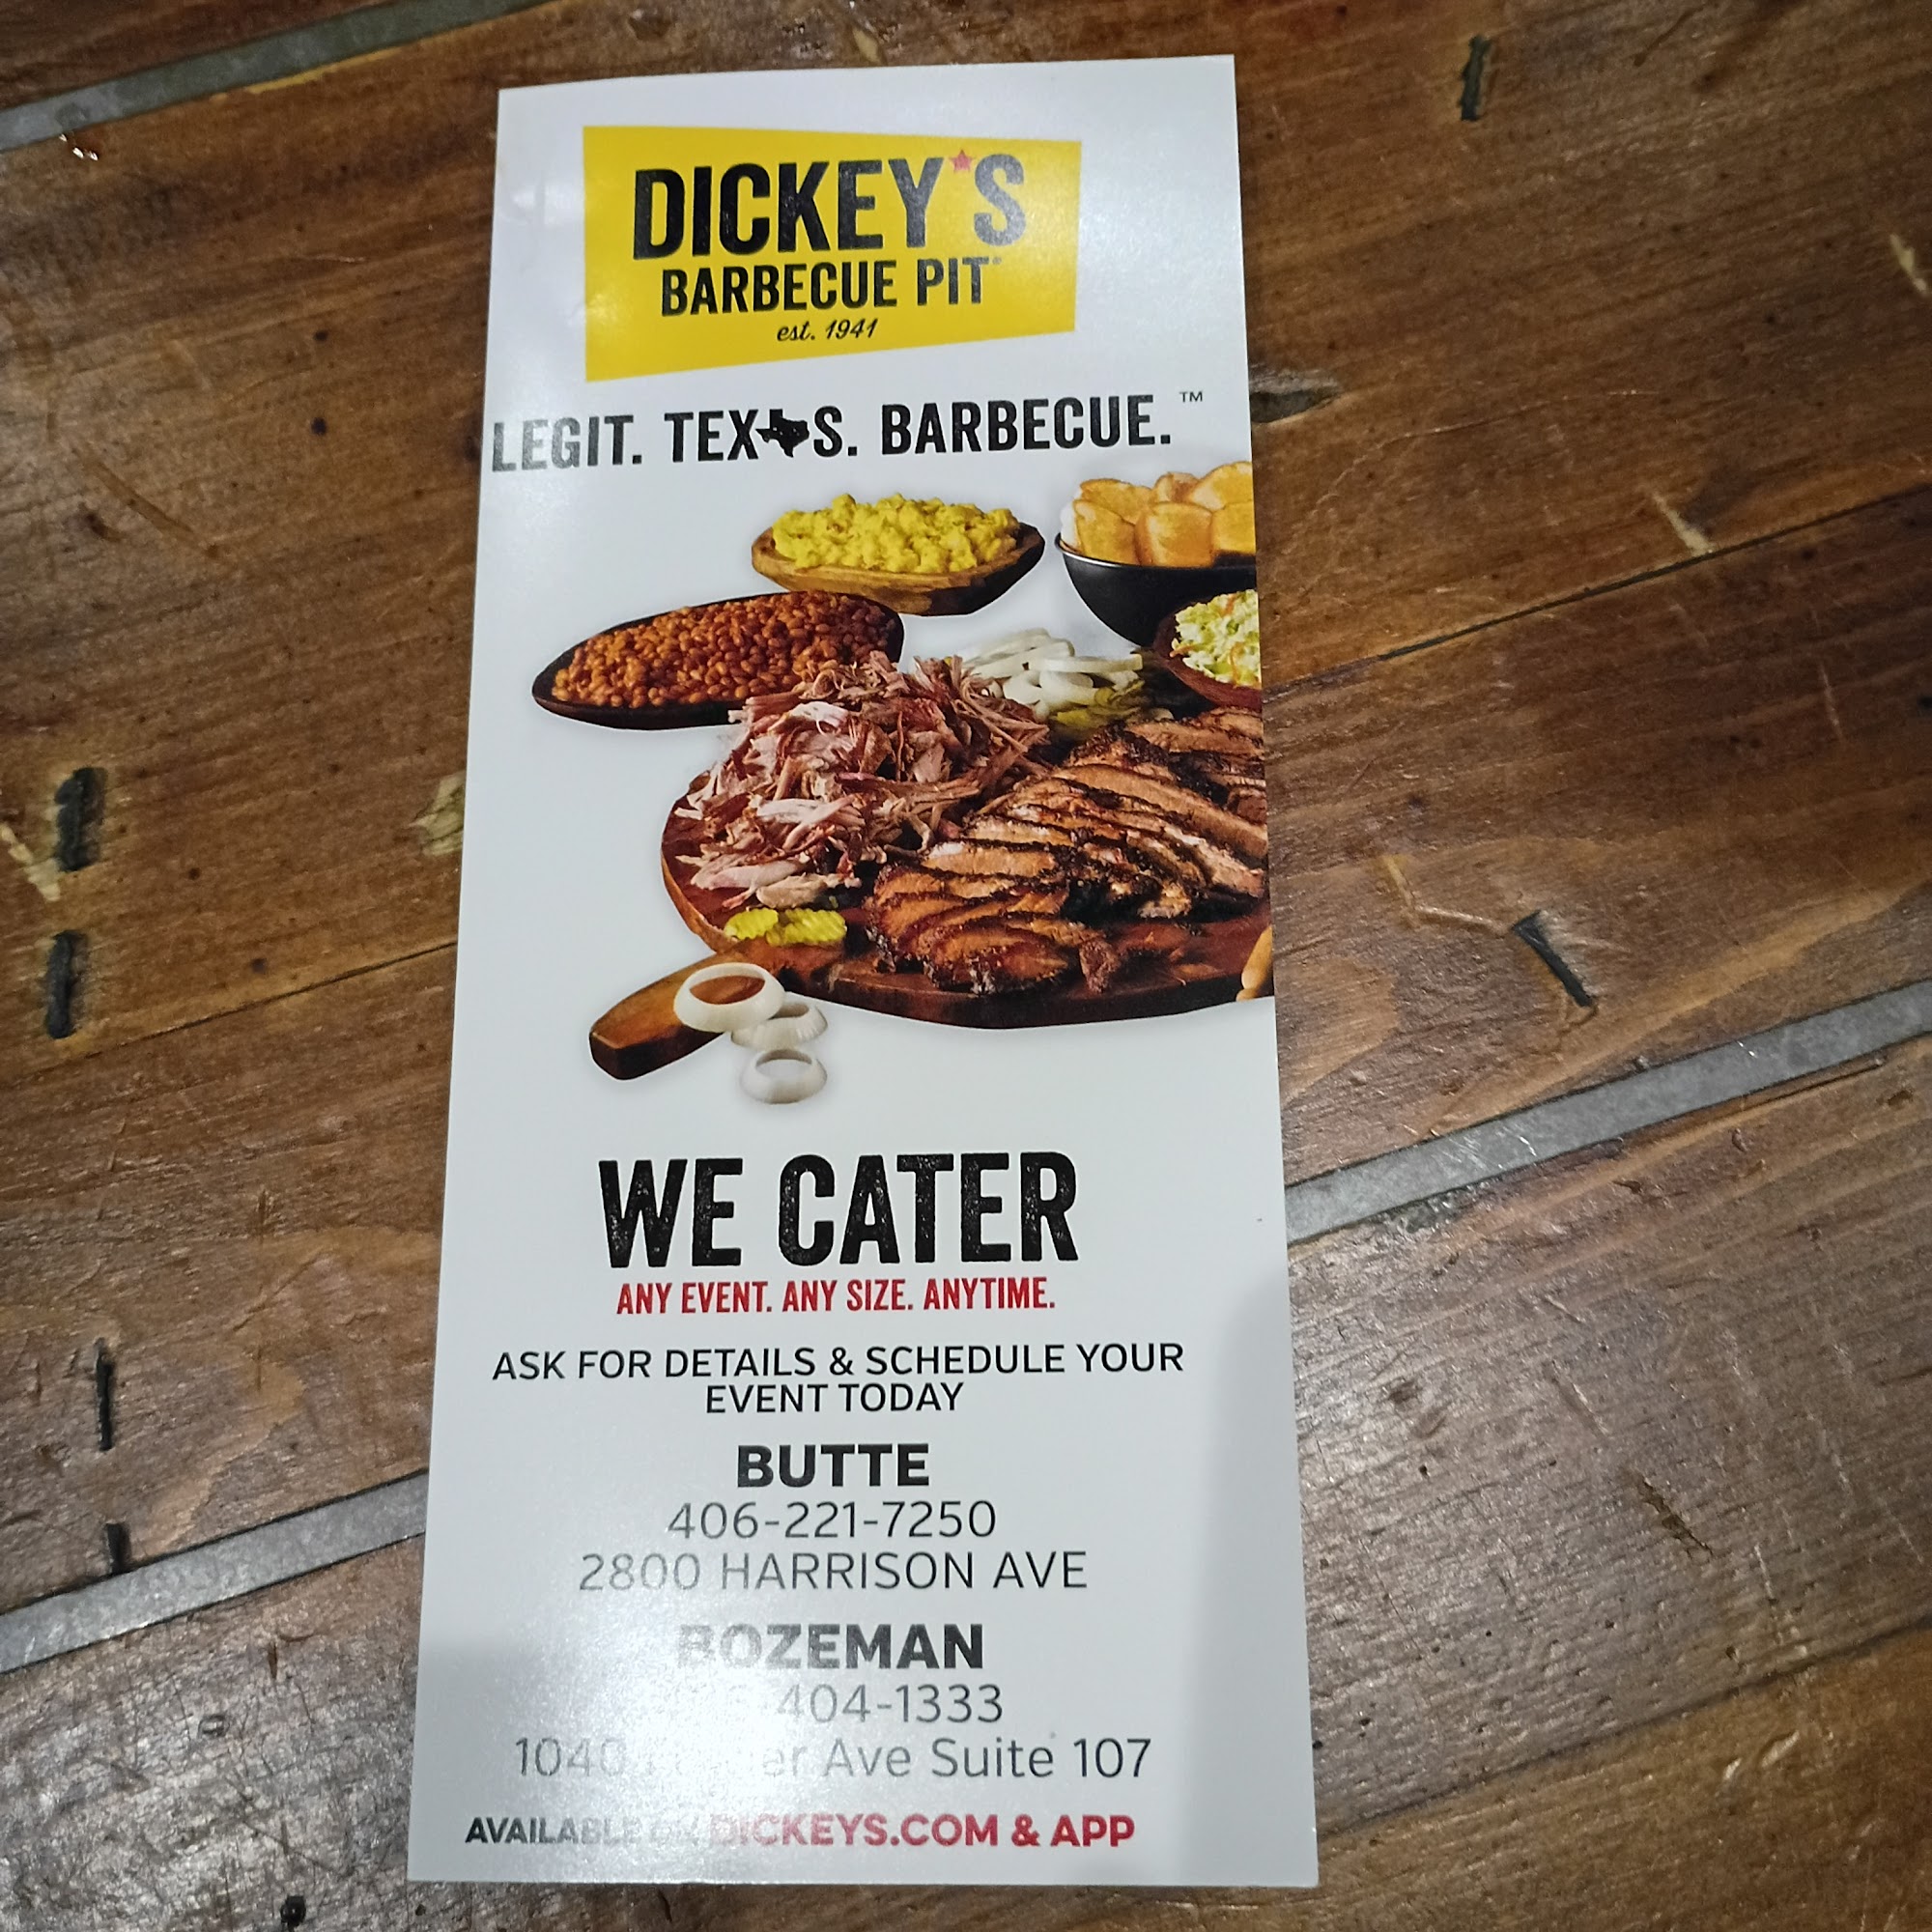 DICKEY'S
BARBECUE PIT
est. 1941
LEGIT. TEXAS. BARBECUE.™
WE CATER
ANY EVENT. ANY SIZE. ANYTIME.
ASK FOR DETAILS & SCHEDULE YOUR
EVENT TODAY
BUTTE
406-221-7250
2800 HARRISON AVE
BOZEMAN
404-1333
Ave Suite 107
AVAILABLE ON DICKEYS.COM & APP